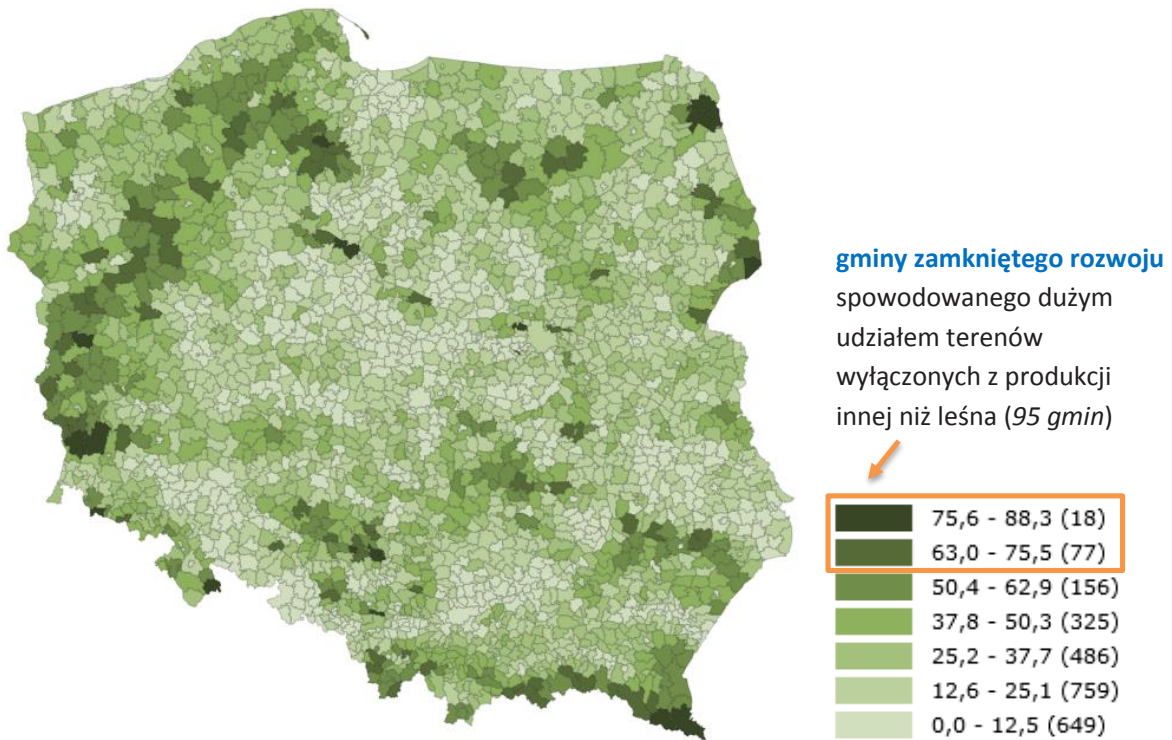 gminy zamkniętego rozwoju
spowodowanego dużym
udziałem terenów
wyłączonych z produkcji
innej niż leśna (95 gmin)
75,6 - 88,3 (18)
63,0 - 75,5 (77)
50,4 - 62,9 (156)
37,8 - 50,3 (325)
25,2 - 37,7 (486)
12,6 - 25,1 (759)
0,0 - 12,5 (649)